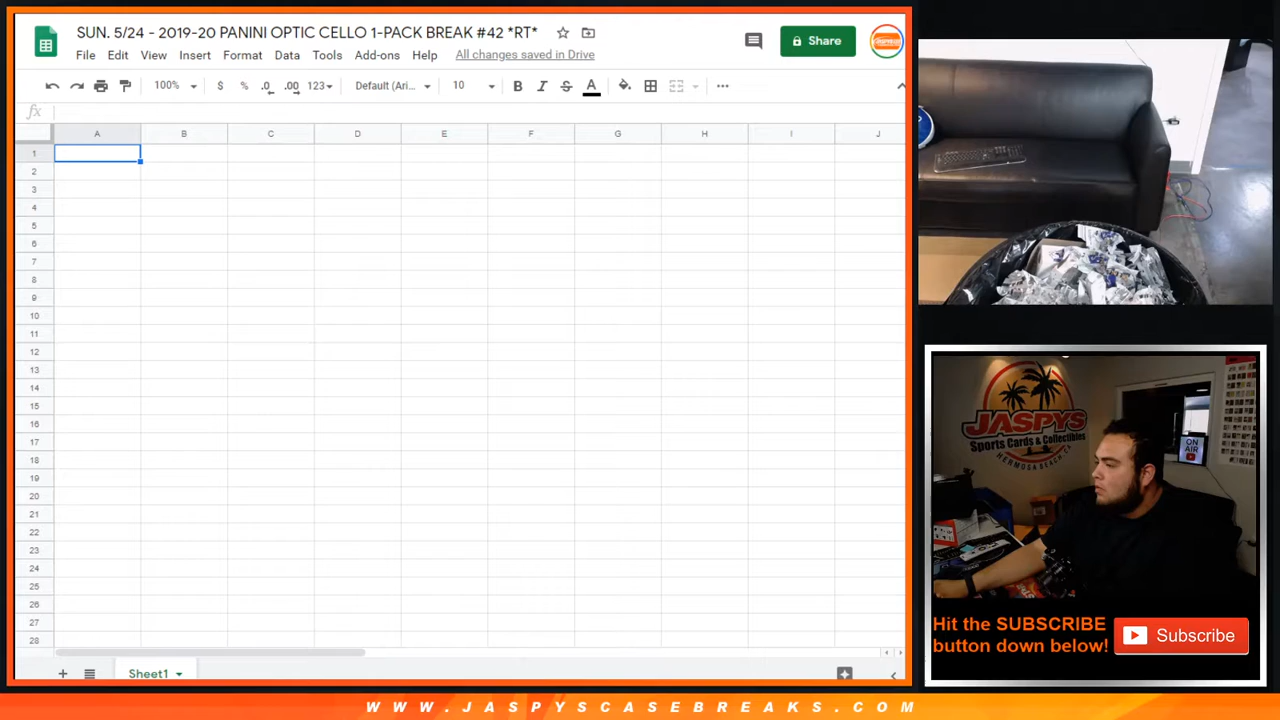 SUN. 5/24 - 2019-20 PANINI OPTIC CELLO 1-PACK BREAK #42 *RT*
File Edit View Insert Format Data Tools Add-ons Help All changes saved in Drive
Share
100% $ % .0 .00 123 Default (Ari... 10 B I S A
fx
A B C D E F G H I J
1
2
3
4
5
6
7
8
9
10
11
12
13
14
15
16
17
18
19
20
21
22
23
24
25
26
27
28
Sheet1
JASPYS
Sports Cards & Collectibles
HERMOSA BEACH, CA
ON
AIR
Hit the SUBSCRIBE
button down below!
Subscribe
WWW.JASPYSCASEBREAKS.COM